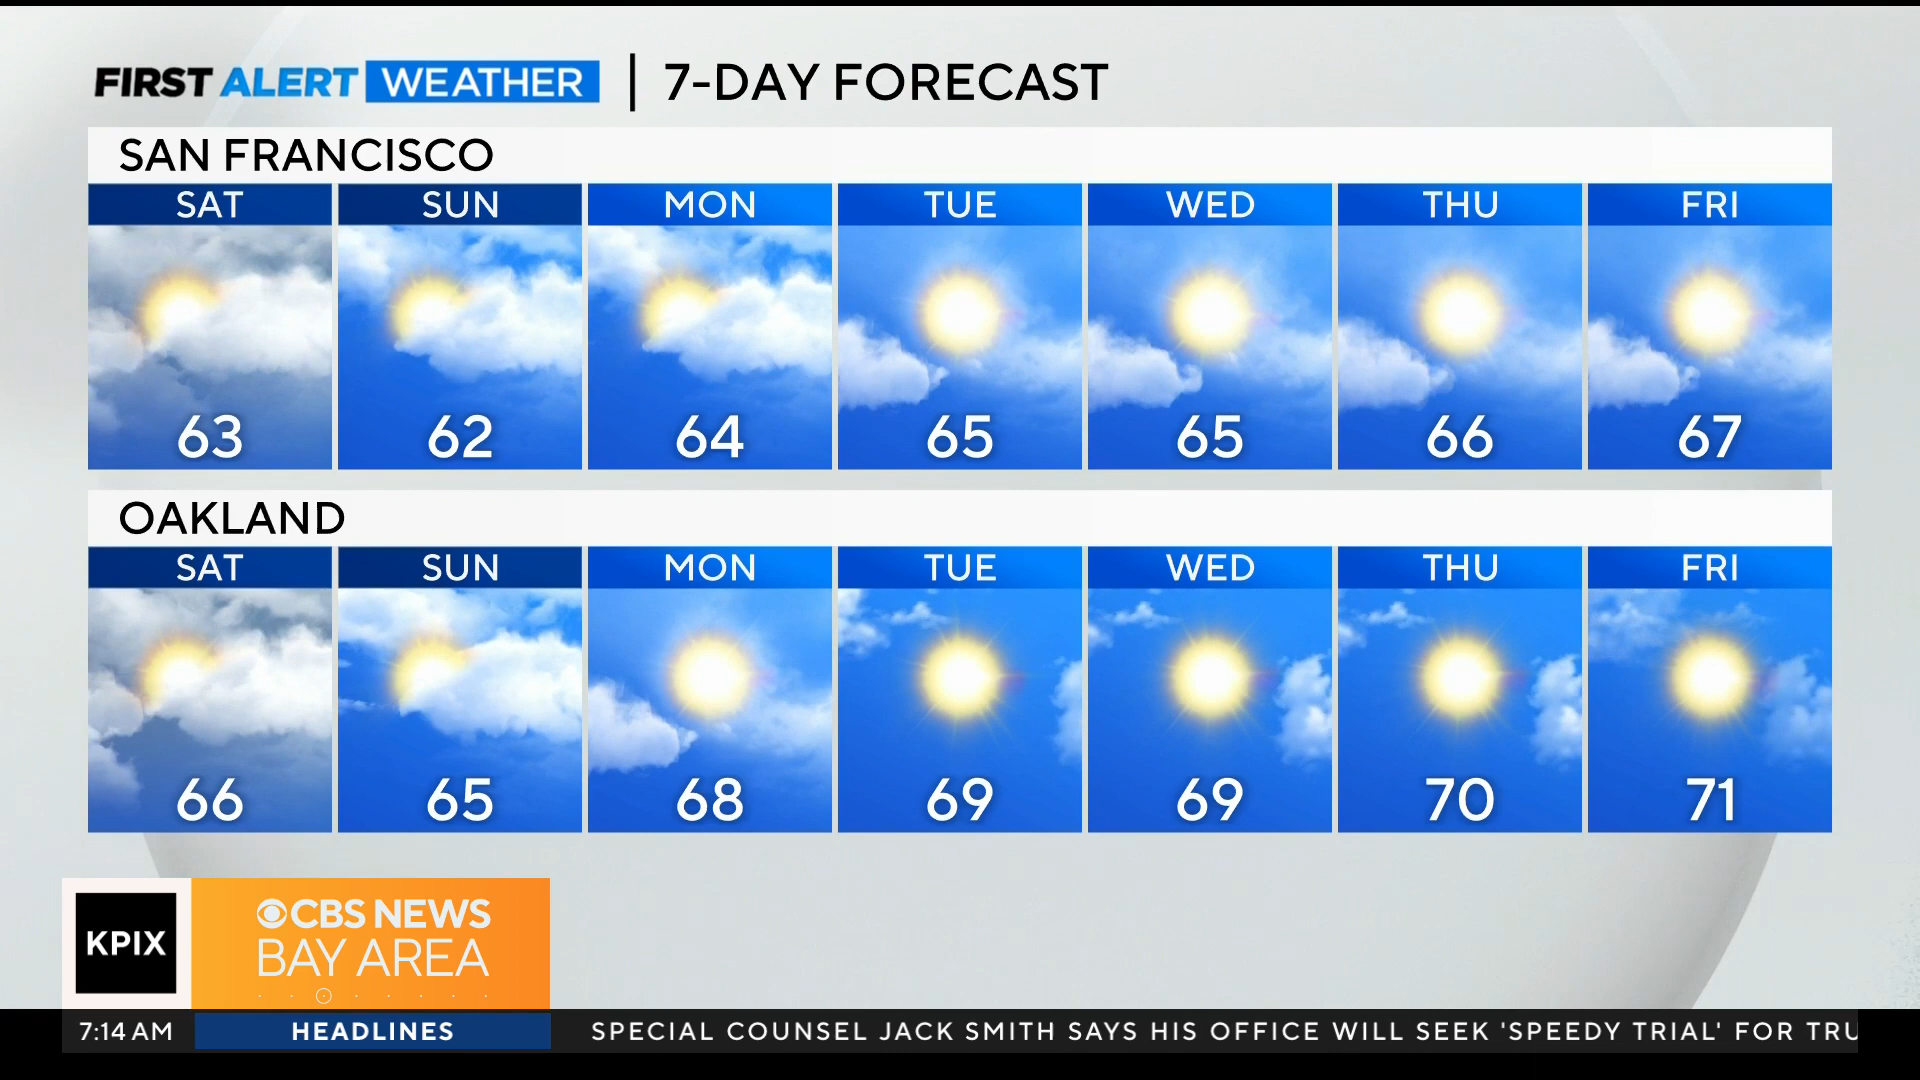 FIRST ALERT WEATHER | 7-DAY FORECAST
SAN FRANCISCO
SAT SUN MON TUE WED THU FRI
63 62 64 65 65 66 67
OAKLAND
SAT SUN MON TUE WED THU FRI
66 65 68 69 69 70 71
KPIX
CBS NEWS
BAY AREA
7:14 AM HEADLINES SPECIAL COUNSEL JACK SMITH SAYS HIS OFFICE WILL SEEK 'SPEEDY TRIAL' FOR TRU